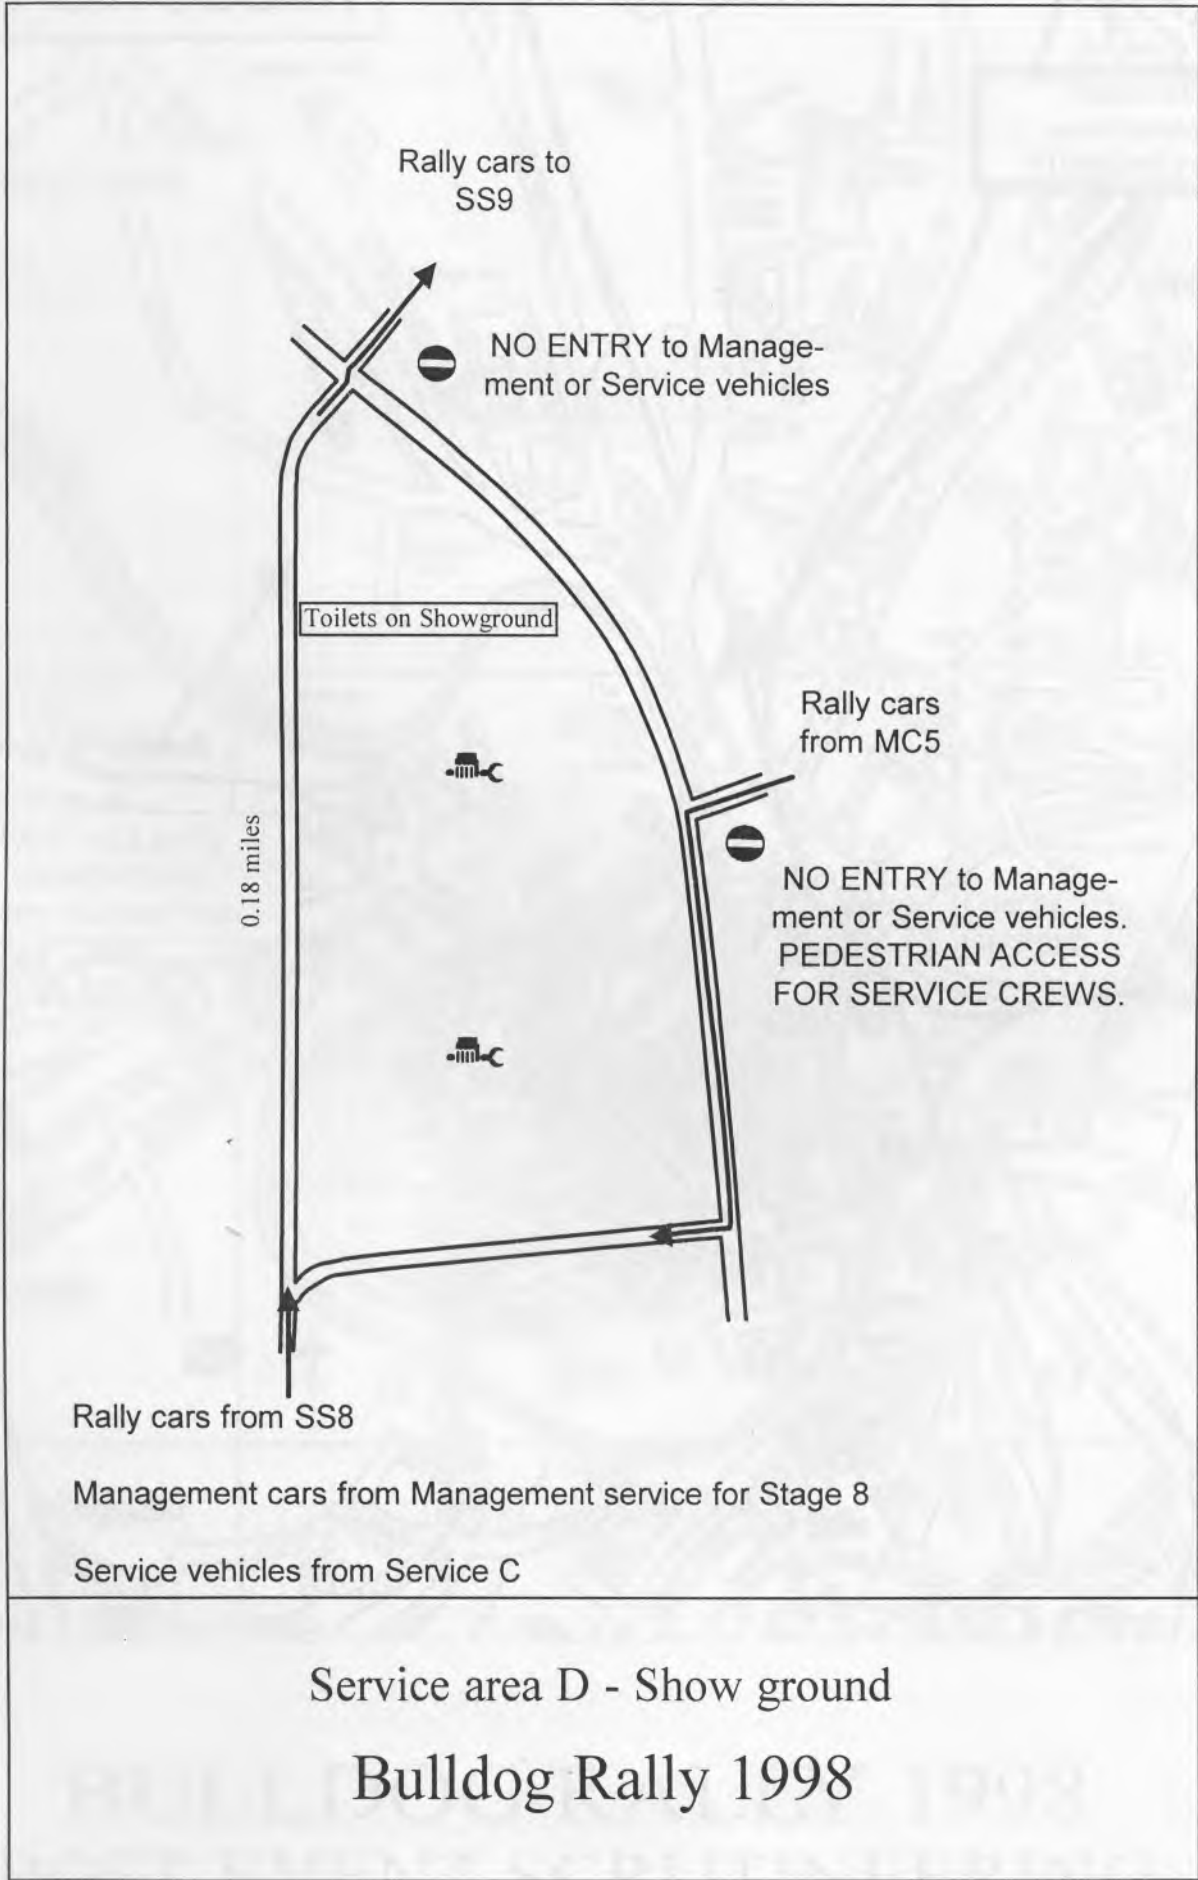 Rally cars to
SS9
NO ENTRY to Manage-
ment or Service vehicles
Toilets on Showground
Rally cars
from MC5
0.18 miles
NO ENTRY to Manage-
ment or Service vehicles.
PEDESTRIAN ACCESS
FOR SERVICE CREWS.
Rally cars from SS8
Management cars from Management service for Stage 8
Service vehicles from Service C
Service area D - Show ground
Bulldog Rally 1998